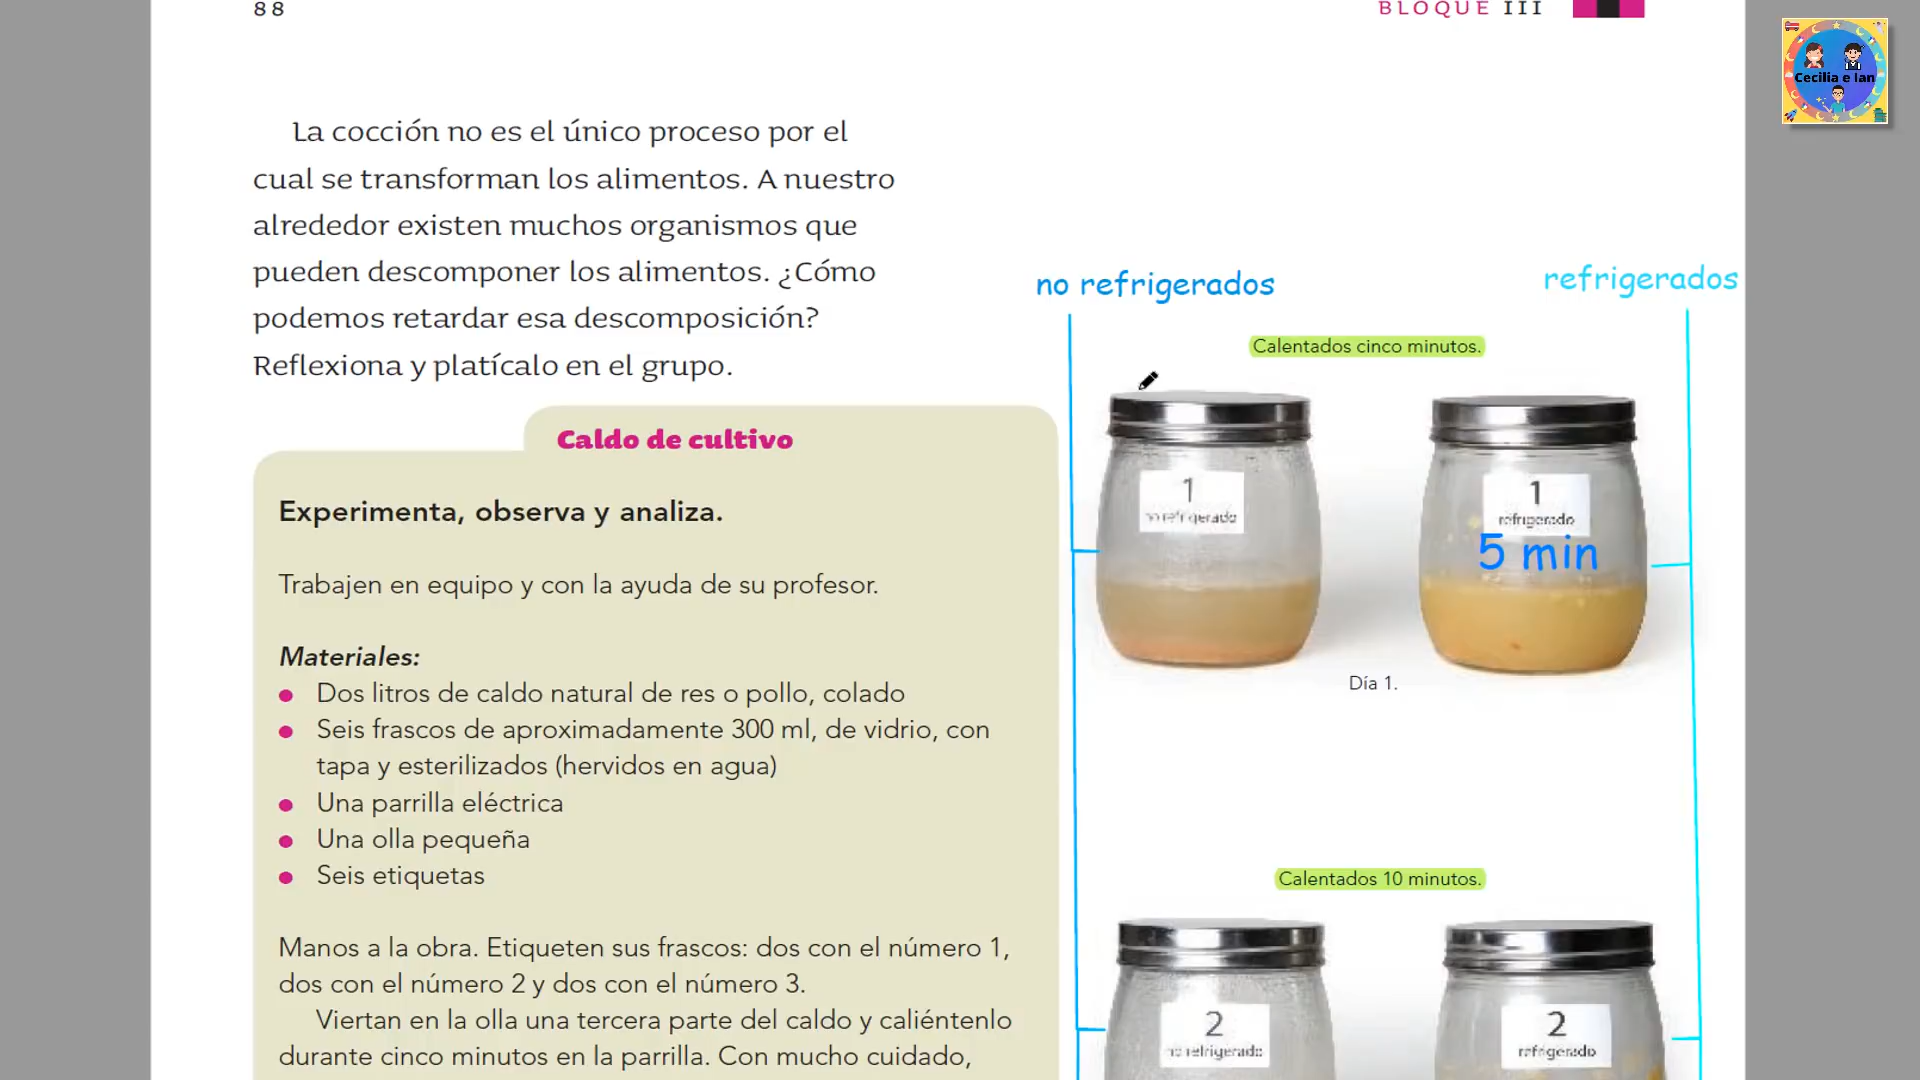 88
BLOQUE III
Cecilia e Ian
La cocción no es el único proceso por el
cual se transforman los alimentos. A nuestro
alrededor existen muchos organismos que
pueden descomponer los alimentos. ¿Cómo
podemos retardar esa descomposición?
Reflexiona y platícalo en el grupo.
Caldo de cultivo
Experimenta, observa y analiza.
Trabajen en equipo y con la ayuda de su profesor.
Materiales:
Dos litros de caldo natural de res o pollo, colado
Seis frascos de aproximadamente 300 ml, de vidrio, con
tapa y esterilizados (hervidos en agua)
Una parrilla eléctrica
Una olla pequeña
Seis etiquetas
Manos a la obra. Etiqueten sus frascos: dos con el número 1,
dos con el número 2 y dos con el número 3.
Viertan en la olla una tercera parte del caldo y caliéntenlo
durante cinco minutos en la parrilla. Con mucho cuidado,
no refrigerados
refrigerados
Calentados cinco minutos.
1
no refrigerado
1
refrigerado
5 min
Día 1.
Calentados 10 minutos.
2
no refrigerado
2
refrigerado